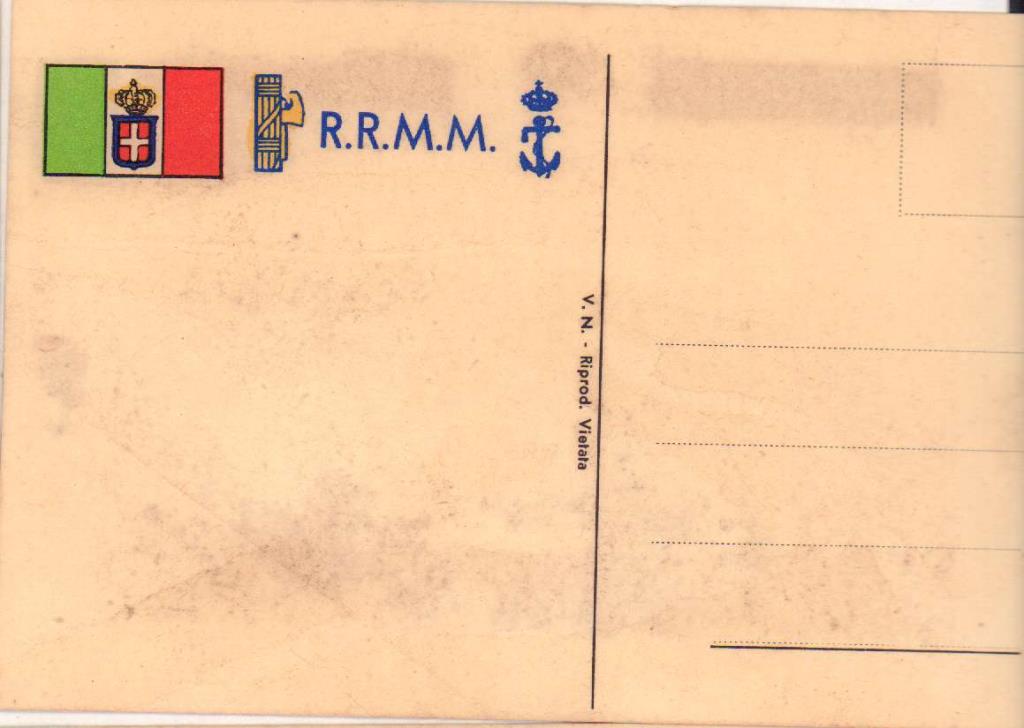 R.R.M.M.
V. N. - Riprod. Vietata